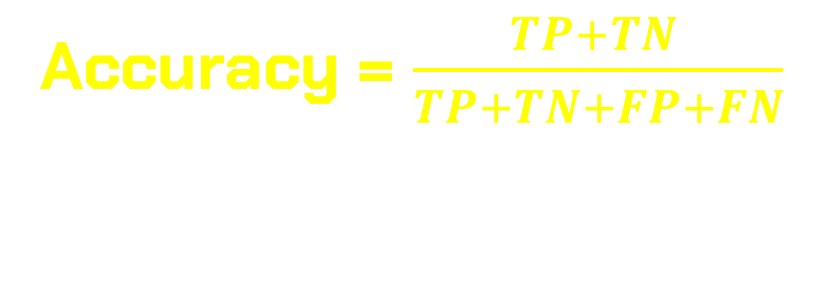 Accuracy = TP+TN / TP+TN+FP+FN